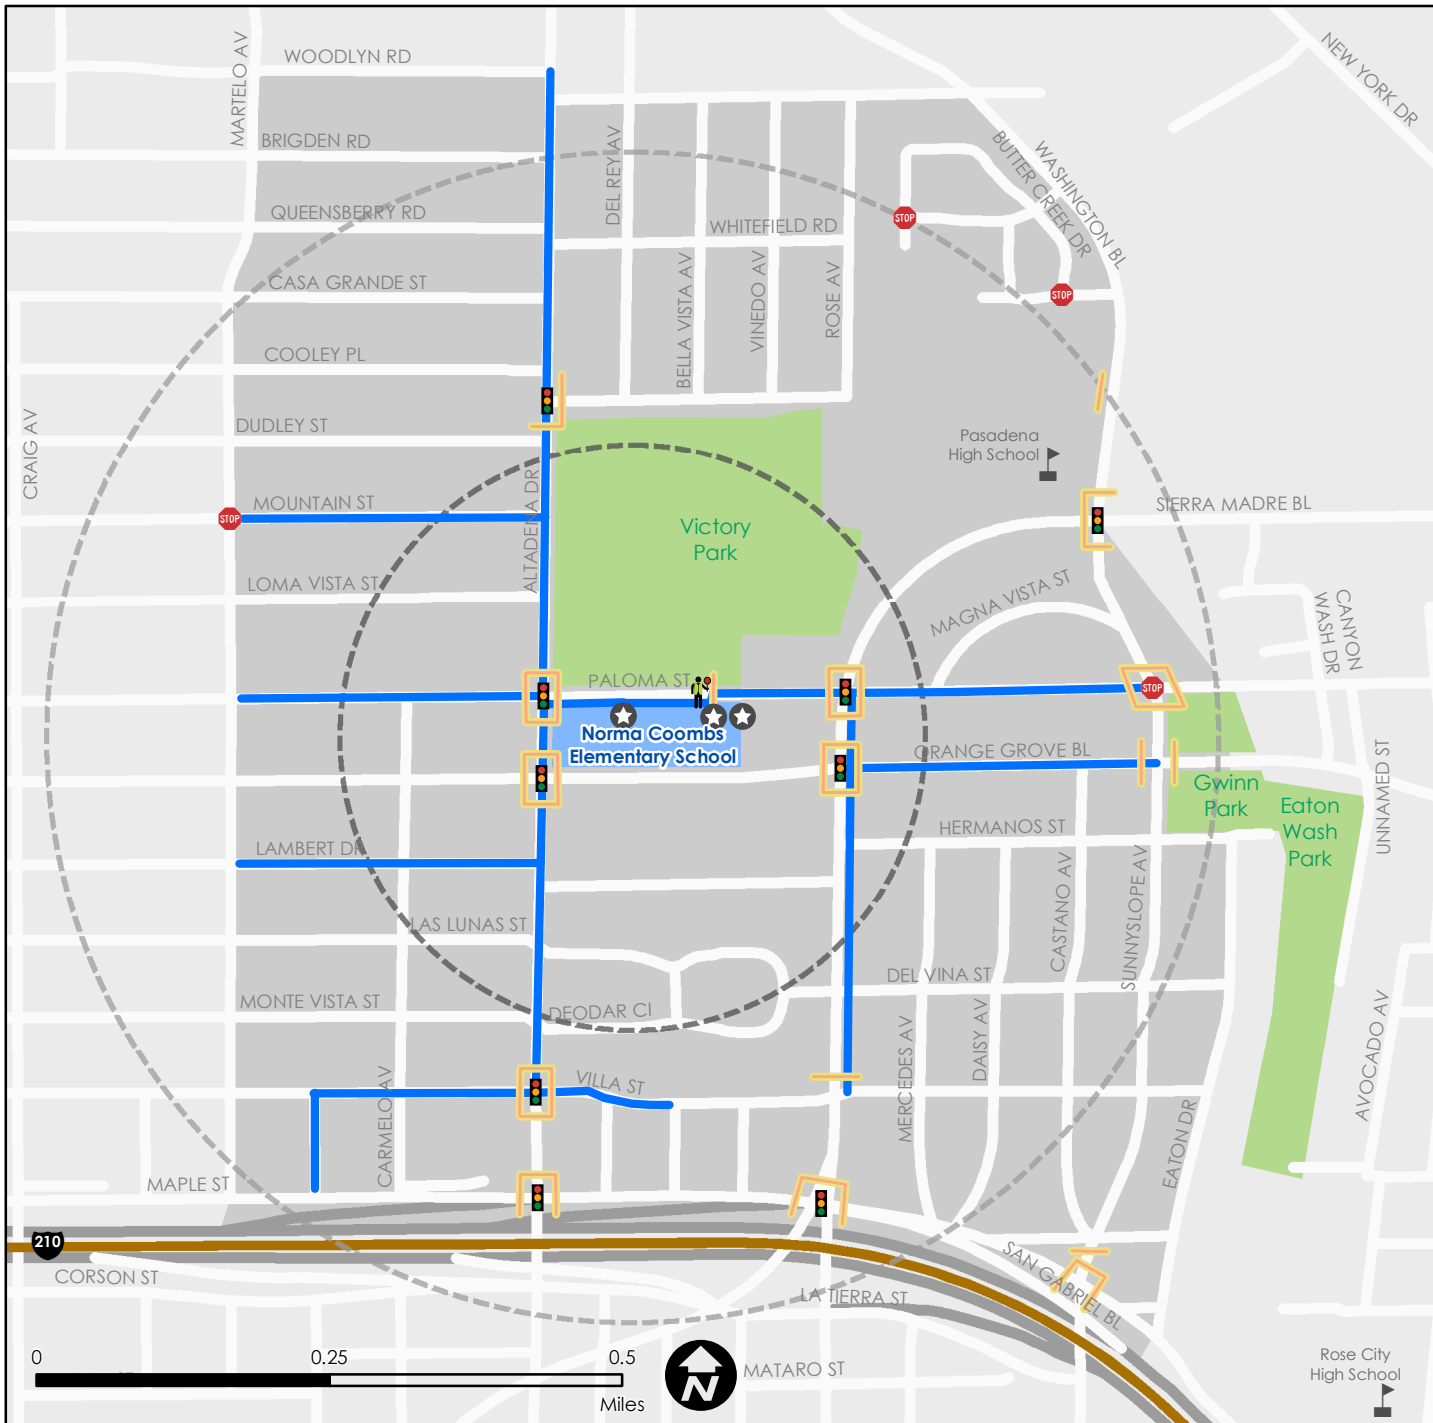 WOODLYN RD
MARTELO AV
NEW YORK DR
BRIGDEN RD
DEL REY AV
WASHINGTON BL
BUTTER CREEK DR
QUEENSBERRY RD
WHITEFIELD RD
STOP
CASA GRANDE ST
BELLA VISTA AV
VINEDO AV
ROSE AV
STOP
COOLEY PL
CRAIG AV
DUDLEY ST
Pasadena
High School
ALTADENA DR
MOUNTAIN ST
STOP
SIERRA MADRE BL
Victory
Park
LOMA VISTA ST
MAGNA VISTA ST
CANYON
WASH DR
PALOMA ST
STOP
Norma Coombs
Elementary School
ORANGE GROVE BL
UNNAMED ST
Gwinn
Park
Eaton
Wash
Park
HERMANOS ST
LAMBERT DR
CASTANO AV
SUNNYSLOPE AV
LAS LUNAS ST
DEL VINA ST
MONTE VISTA ST
DEODAR CI
MERCEDES AV
DAISY AV
AVOCADO AV
VILLA ST
CARMELO AV
EATON DR
MAPLE ST
210
SAN GABRIEL BL
CORSON ST
LA TIERRA ST
0
0.25
0.5
Miles
N
MATARO ST
Rose City
High School